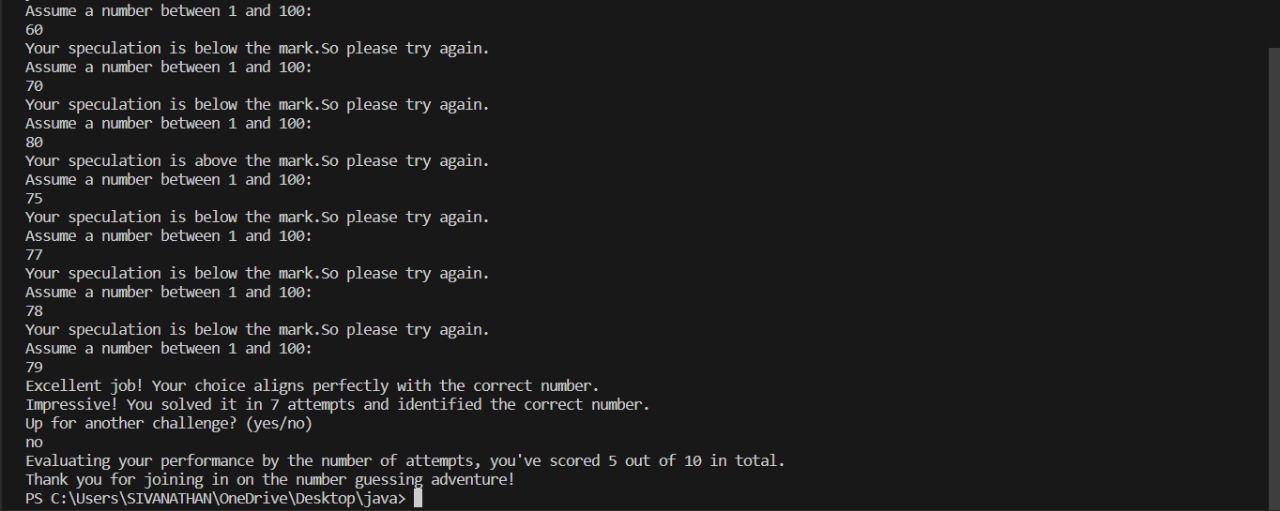 Assume a number between 1 and 100:
60
Your speculation is below the mark.So please try again.
Assume a number between 1 and 100:
70
Your speculation is below the mark.So please try again.
Assume a number between 1 and 100:
80
Your speculation is above the mark.So please try again.
Assume a number between 1 and 100:
75
Your speculation is below the mark.So please try again.
Assume a number between 1 and 100:
77
Your speculation is below the mark.So please try again.
Assume a number between 1 and 100:
78
Your speculation is below the mark.So please try again.
Assume a number between 1 and 100:
79
Excellent job! Your choice aligns perfectly with the correct number.
Impressive! You solved it in 7 attempts and identified the correct number.
Up for another challenge? (yes/no)
no
Evaluating your performance by the number of attempts, you've scored 5 out of 10 in total.
Thank you for joining in on the number guessing adventure!
PS C:\Users\SIVANATHAN\OneDrive\Desktop\java>